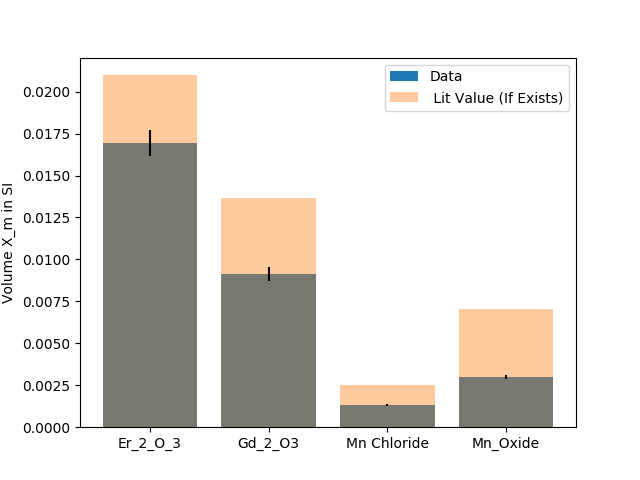 Data
Lit Value (If Exists)
Volume X_m in SI
0.0200
0.0175
0.0150
0.0125
0.0100
0.0075
0.0050
0.0025
0.0000
Er_2_O_3
Gd_2_O3
Mn Chloride
Mn_Oxide